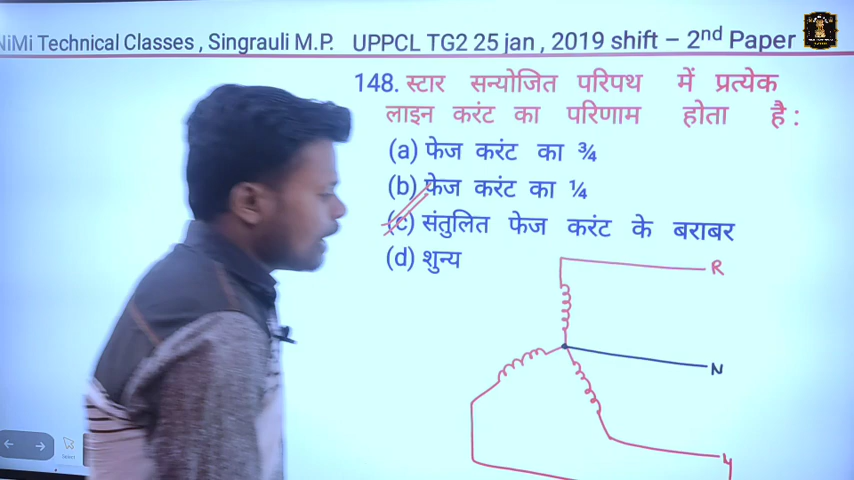 NiMi Technical Classes , Singrauli M.P. UPPCL TG2 25 jan , 2019 shift – 2nd Paper
148. स्टार सन्योजित परिपथ में प्रत्येक
लाइन करंट का परिणाम होता है :
(a) फेज करंट का ¾
(b) फेज करंट का ¼
(c) संतुलित फेज करंट के बराबर
(d) शुन्य
R
N
Y
Select